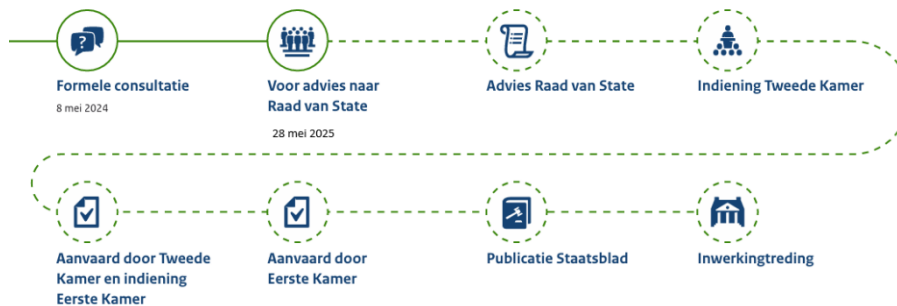 ?
Formele consultatie
8 mei 2024
Voor advies naar
Raad van State
28 mei 2025
Advies Raad van State
Indiening Tweede Kamer
Aanvaard door Tweede
Kamer en indiening
Eerste Kamer
Aanvaard door
Eerste Kamer
Publicatie Staatsblad
Inwerkingtreding